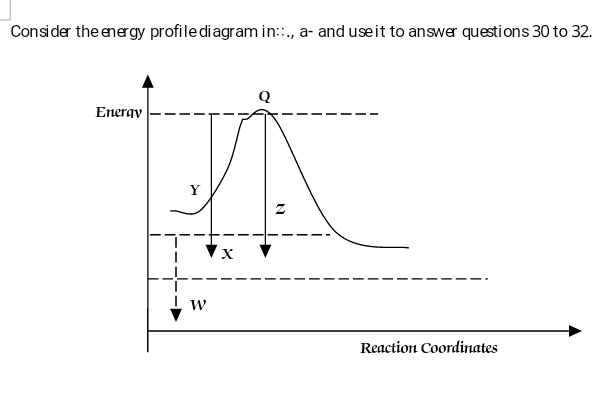 Consider the energy profile diagram in::., a- and use it to answer questions 30 to 32.
Q
Energy
Y
Z
X
W
Reaction Coordinates